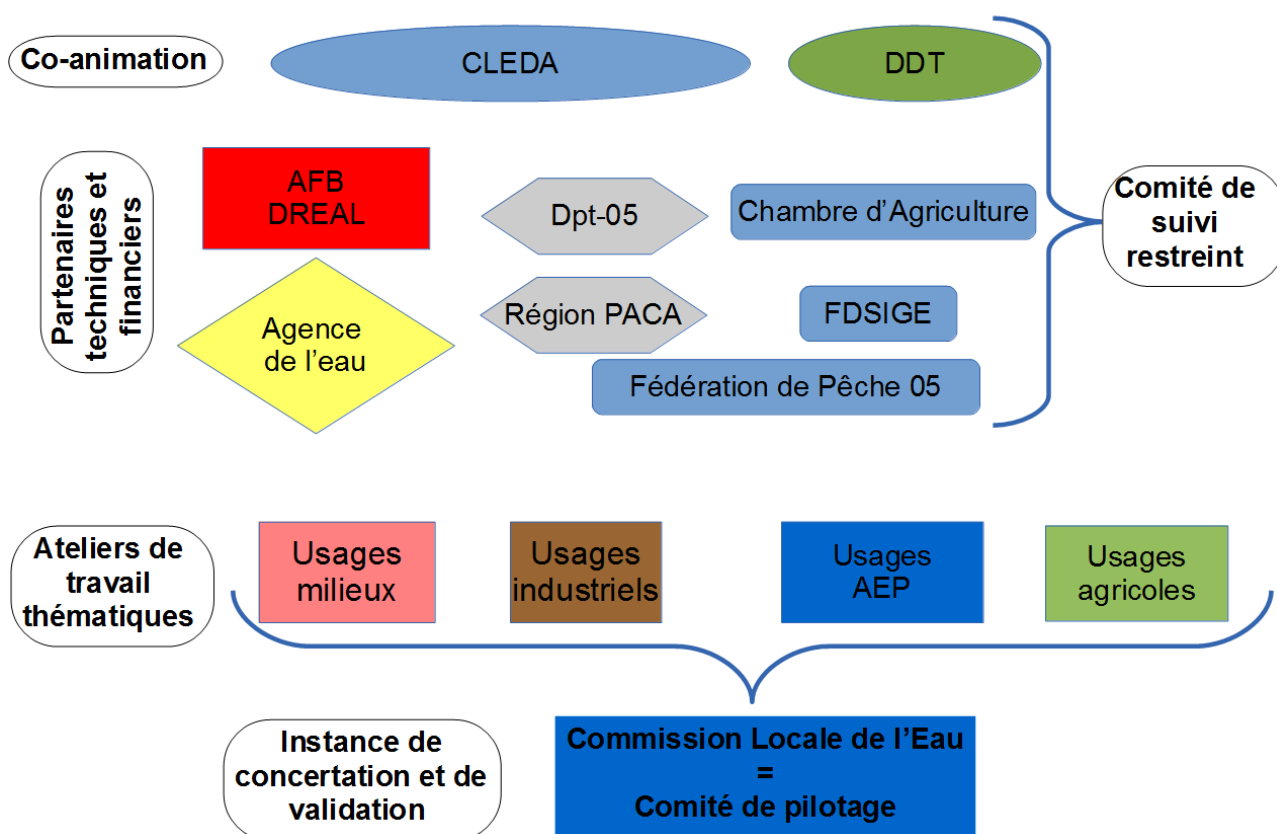 Co-animation
CLEDA
DDT
Partenaires
techniques et
financiers
AFB
DREAL
Dpt-05
Chambre d’Agriculture
Comité de
suivi
restreint
Agence
de l’eau
Région PACA
FDSIGE
Fédération de Pêche 05
Ateliers de
travail
thématiques
Usages
milieux
Usages
industriels
Usages
AEP
Usages
agricoles
Instance de
concertation et de
validation
Commission Locale de l’Eau
=
Comité de pilotage